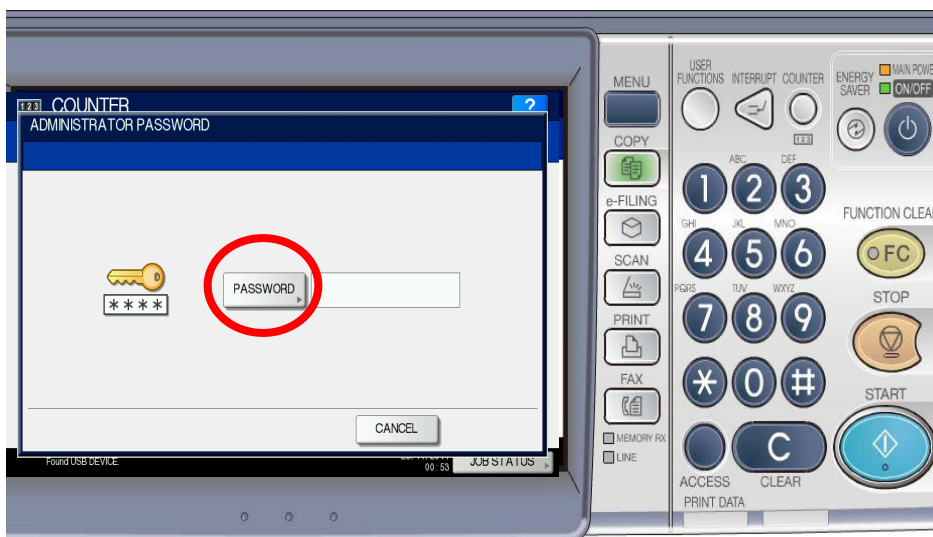 COUNTER
?
ADMINISTRATOR PASSWORD
PASSWORD
****
CANCEL
Found USB DEVICE.
00:53
JOB STATUS
MENU
COPY
e-FILING
SCAN
PRINT
FAX
MEMORY RX
LINE
USER
FUNCTIONS INTERRUPT COUNTER
123
ENERGY
SAVER
MAIN POWE
ON/OFF
ABC DEF
1 2 3
GHI JKL MNO
4 5 6
PQRS TUV WXYZ
7 8 9
* 0 #
C
ACCESS CLEAR
PRINT DATA
FUNCTION CLEA
FC
STOP
START